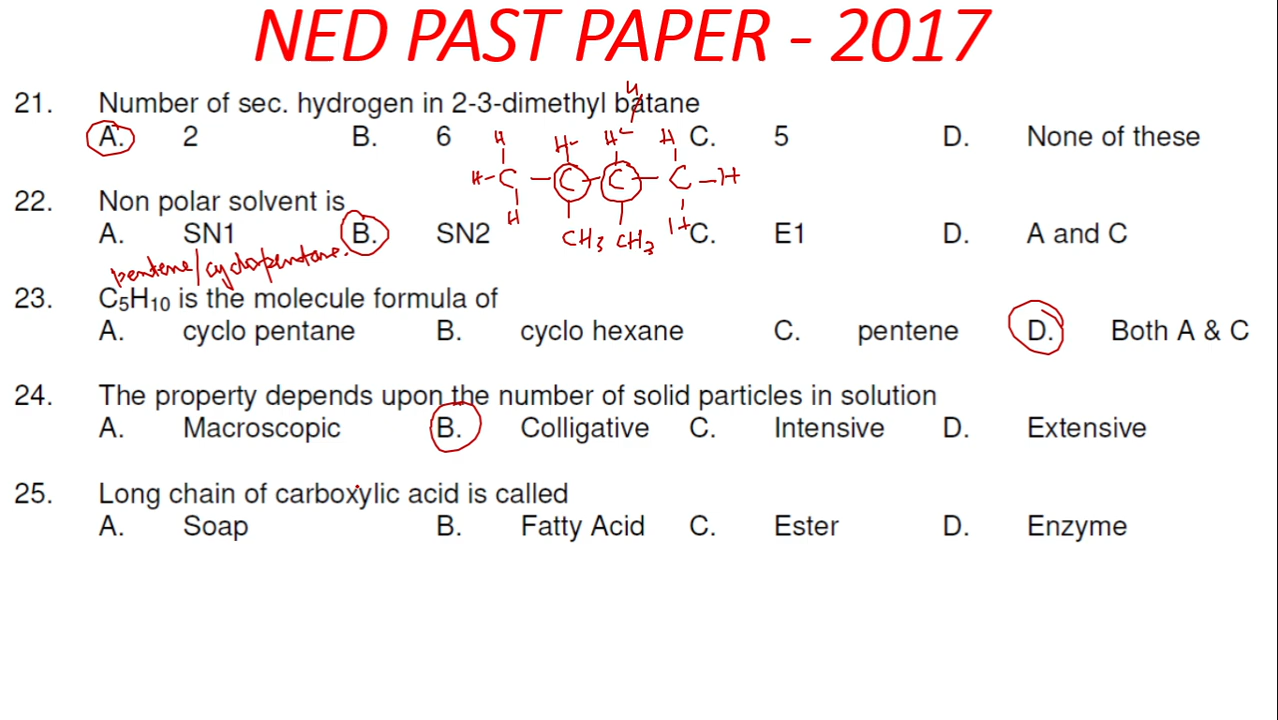 NED PAST PAPER - 2017
21. Number of sec. hydrogen in 2-3-dimethyl batane
u
A. 2 B. 6 C. 5 D. None of these
H H H H
H-C-C-C-C-H
H CH3 CH3 H
22. Non polar solvent is
A. SN1 B. SN2 C. E1 D. A and C
pentene/cyclopentane.
23. C5H10 is the molecule formula of
A. cyclo pentane B. cyclo hexane C. pentene D. Both A & C
24. The property depends upon the number of solid particles in solution
A. Macroscopic B. Colligative C. Intensive D. Extensive
25. Long chain of carboxylic acid is called
A. Soap B. Fatty Acid C. Ester D. Enzyme